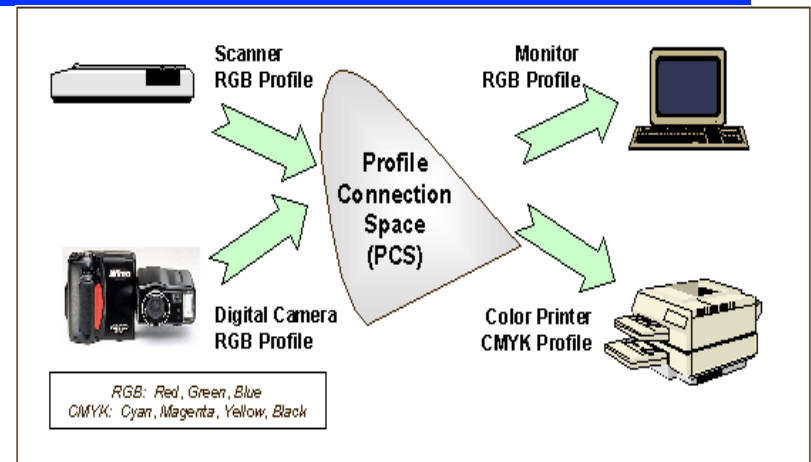 Scanner
RGB Profile
Monitor
RGB Profile
Profile
Connection
Space
(PCS)
Nikon
Digital Camera
RGB Profile
Color Printer
CMYK Profile
RGB: Red, Green, Blue
CMYK: Cyan, Magenta, Yellow, Black